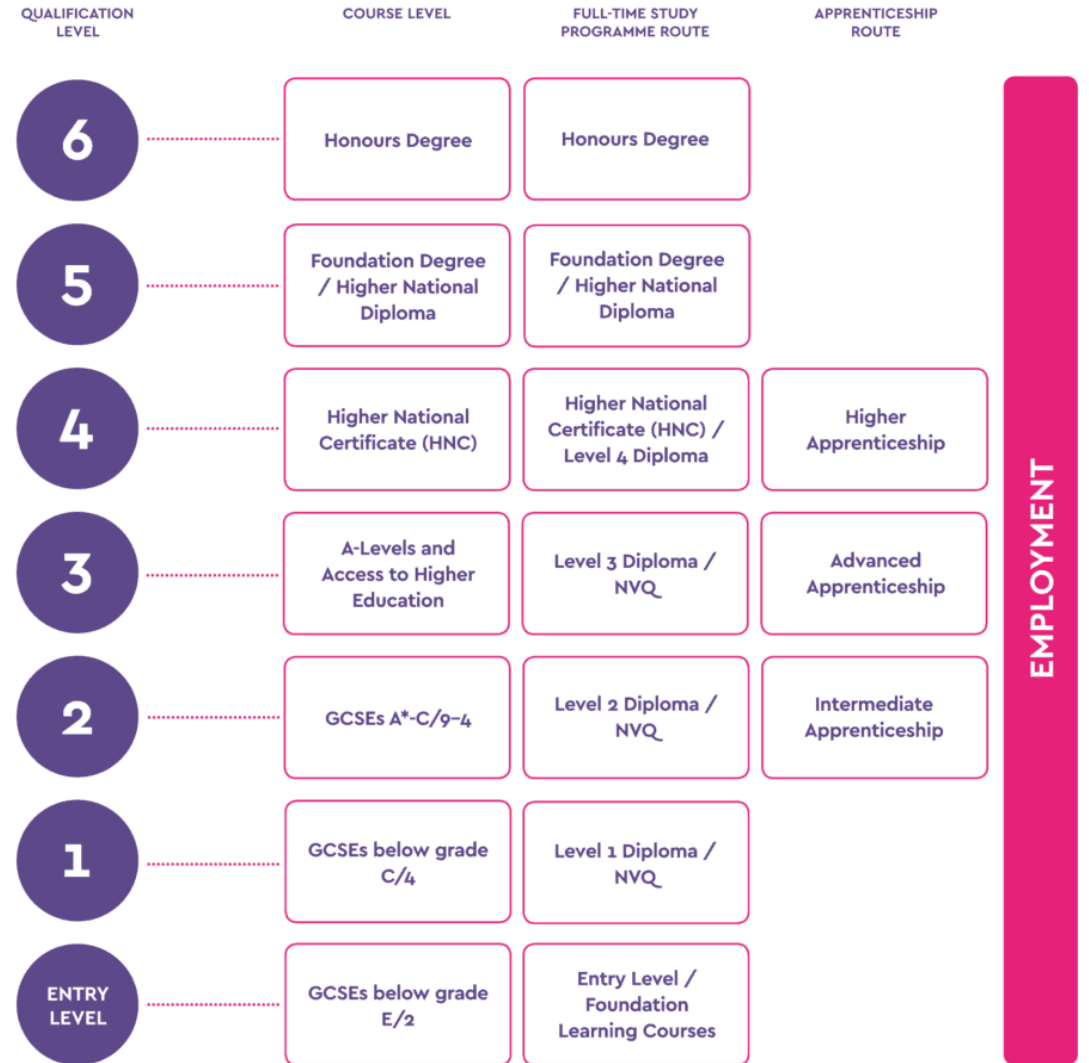 QUALIFICATION
LEVEL
COURSE LEVEL
FULL-TIME STUDY
PROGRAMME ROUTE
APPRENTICESHIP
ROUTE
6
Honours Degree
Honours Degree
5
Foundation Degree
/ Higher National
Diploma
Foundation Degree
/ Higher National
Diploma
4
Higher National
Certificate (HNC)
Higher National
Certificate (HNC) /
Level 4 Diploma
Higher
Apprenticeship
3
A-Levels and
Access to Higher
Education
Level 3 Diploma /
NVQ
Advanced
Apprenticeship
2
GCSEs A*-C/9-4
Level 2 Diploma /
NVQ
Intermediate
Apprenticeship
1
GCSEs below grade
C/4
Level 1 Diploma /
NVQ
ENTRY
LEVEL
GCSEs below grade
E/2
Entry Level /
Foundation
Learning Courses
EMPLOYMENT